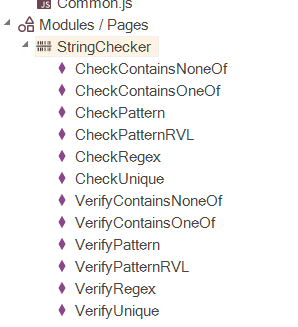 Common.js
Modules / Pages
StringChecker
CheckContainsNoneOf
CheckContainsOneOf
CheckPattern
CheckPatternRVL
CheckRegex
CheckUnique
VerifyContainsNoneOf
VerifyContainsOneOf
VerifyPattern
VerifyPatternRVL
VerifyRegex
VerifyUnique